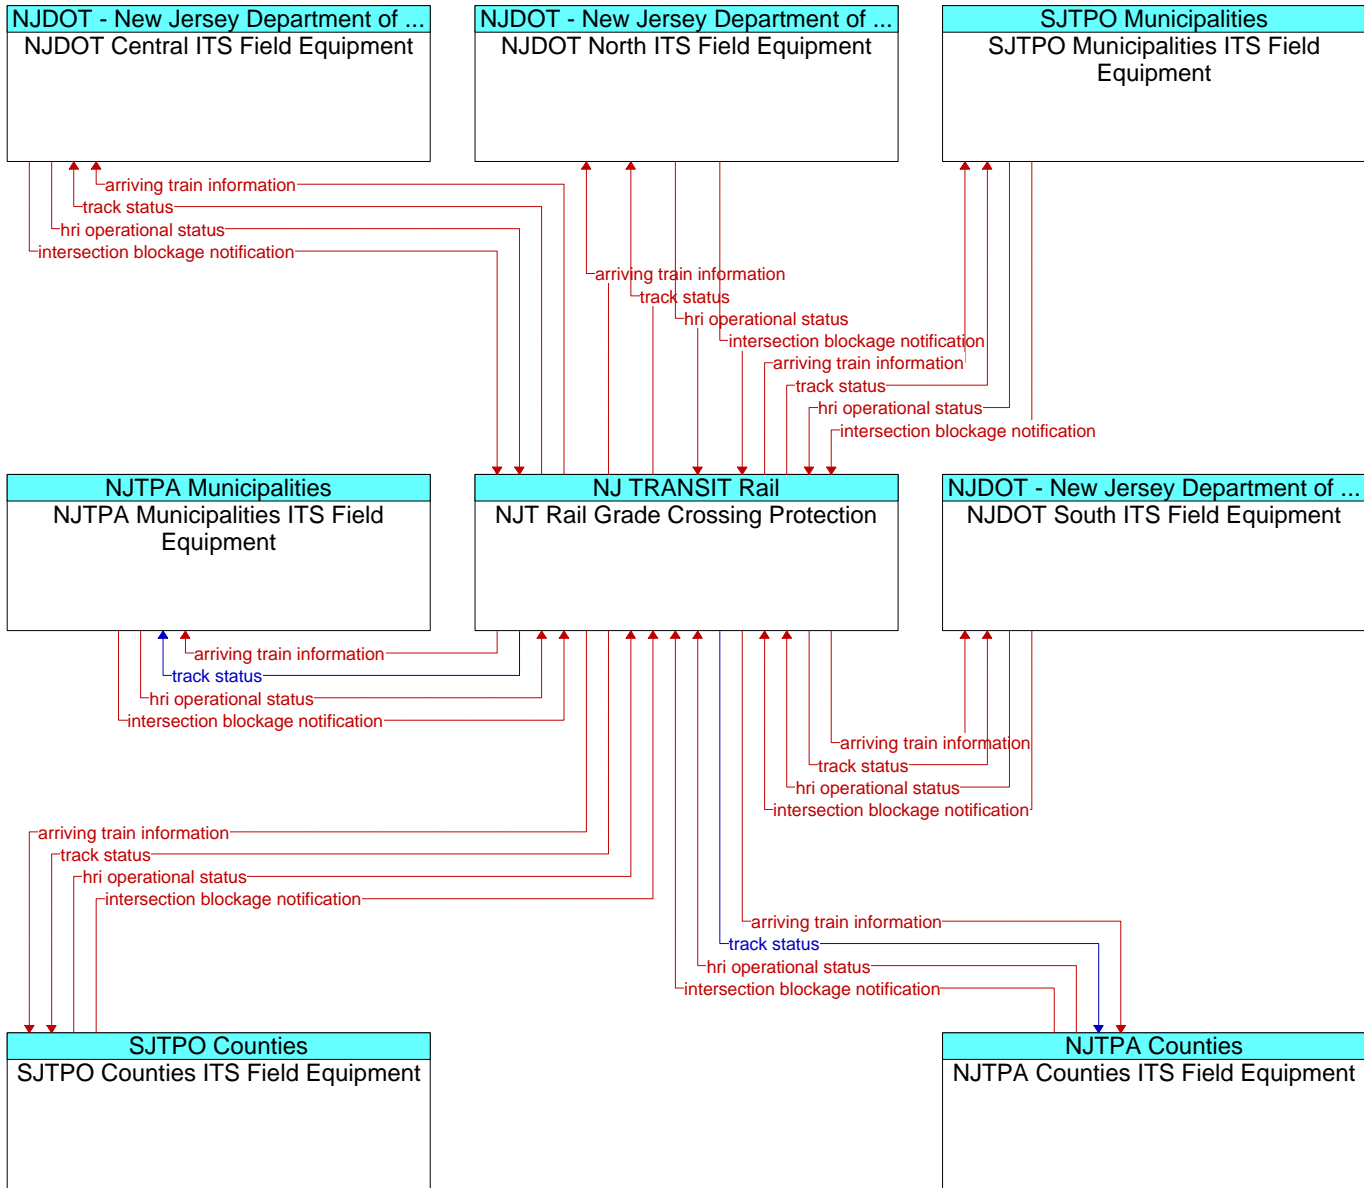 NJDOT - New Jersey Department of ...
NJDOT Central ITS Field Equipment
NJDOT - New Jersey Department of ...
NJDOT North ITS Field Equipment
SJTPO Municipalities
SJTPO Municipalities ITS Field
Equipment
arriving train information
track status
hri operational status
intersection blockage notification
arriving train information
track status
hri operational status
intersection blockage notification
arriving train information
track status
hri operational status
intersection blockage notification
NJTPA Municipalities
NJTPA Municipalities ITS Field
Equipment
NJ TRANSIT Rail
NJT Rail Grade Crossing Protection
NJDOT - New Jersey Department of ...
NJDOT South ITS Field Equipment
arriving train information
track status
hri operational status
intersection blockage notification
arriving train information
track status
hri operational status
intersection blockage notification
arriving train information
track status
hri operational status
intersection blockage notification
arriving train information
track status
hri operational status
intersection blockage notification
SJTPO Counties
SJTPO Counties ITS Field Equipment
NJTPA Counties
NJTPA Counties ITS Field Equipment